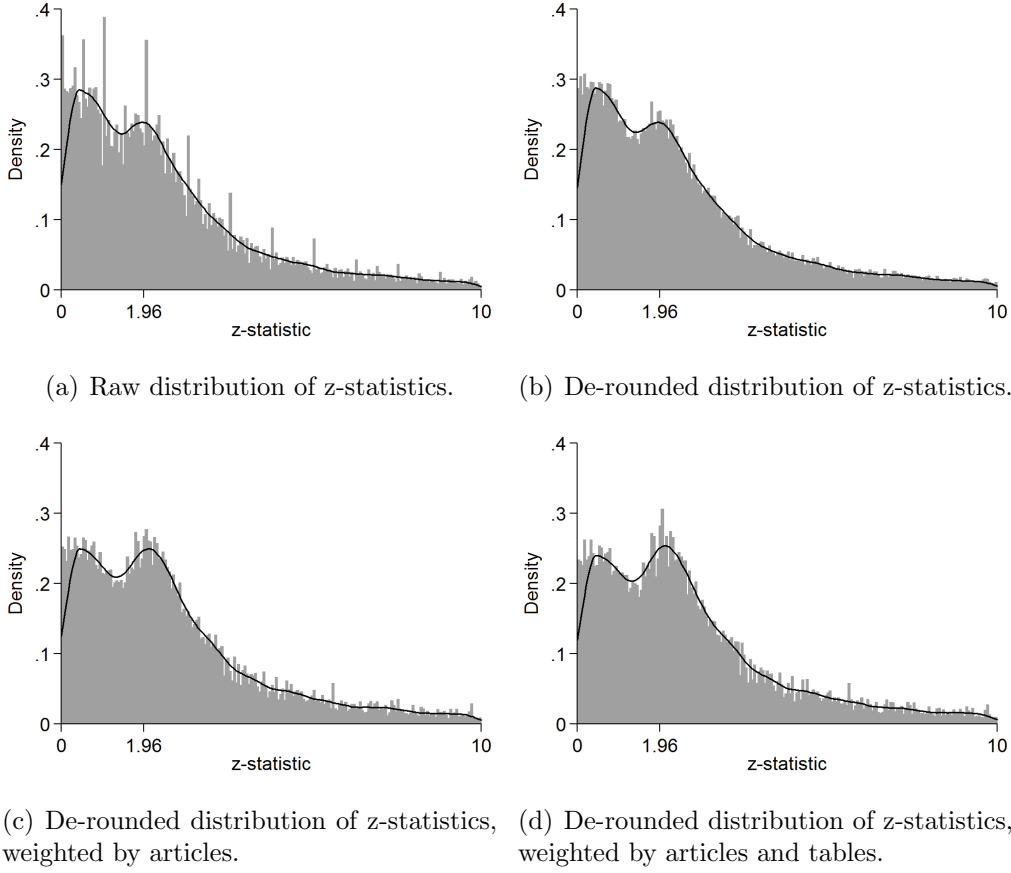 .4
.3
.2
.1
0
Density
0
1.96
10
z-statistic
(a) Raw distribution of z-statistics.
.4
.3
.2
.1
0
Density
0
1.96
10
z-statistic
(b) De-rounded distribution of z-statistics.
.4
.3
.2
.1
0
Density
0
1.96
10
z-statistic
(c) De-rounded distribution of z-statistics,
weighted by articles.
.4
.3
.2
.1
0
Density
0
1.96
10
z-statistic
(d) De-rounded distribution of z-statistics,
weighted by articles and tables.